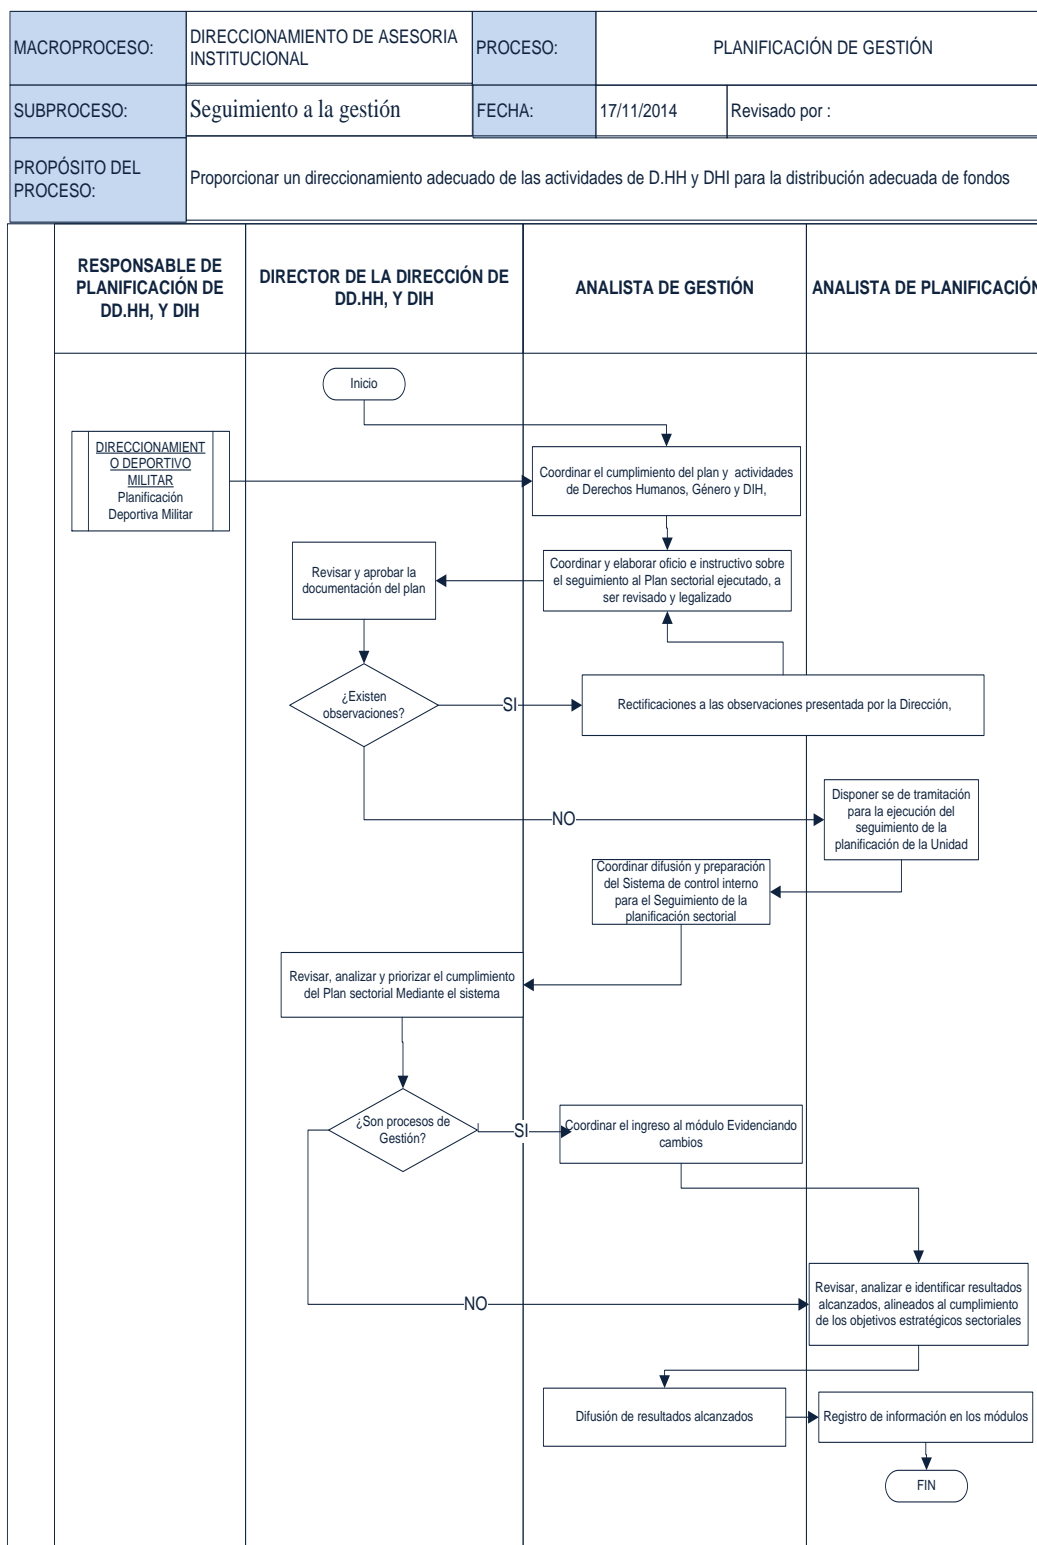 MACROPROCESO:
DIRECCIONAMIENTO DE ASESORIA
INSTITUCIONAL
PROCESO:
PLANIFICACIÓN DE GESTIÓN
SUBPROCESO:
Seguimiento a la gestión
FECHA:
17/11/2014
Revisado por :
PROPÓSITO DEL
PROCESO:
Proporcionar un direccionamiento adecuado de las actividades de D.HH y DHI para la distribución adecuada de fondos
RESPONSABLE DE
PLANIFICACIÓN DE
DD.HH, Y DIH
DIRECTOR DE LA DIRECCIÓN DE
DD.HH, Y DIH
ANALISTA DE GESTIÓN
ANALISTA DE PLANIFICACIÓN
Inicio
DIRECCIONAMIENT
O DEPORTIVO
MILITAR
Planificación
Deportiva Militar
Coordinar el cumplimiento del plan y actividades
de Derechos Humanos, Género y DIH,
Revisar y aprobar la
documentación del plan
Coordinar y elaborar oficio e instructivo sobre
el seguimiento al Plan sectorial ejecutado, a
ser revisado y legalizado
¿Existen
observaciones?
SI
Rectificaciones a las observaciones presentada por la Dirección,
NO
Disponer se de tramitación
para la ejecución del
seguimiento de la
planificación de la Unidad
Coordinar difusión y preparación
del Sistema de control interno
para el Seguimiento de la
planificación sectorial
Revisar, analizar y priorizar el cumplimiento
del Plan sectorial Mediante el sistema
¿Son procesos de
Gestión?
SI
Coordinar el ingreso al módulo Evidenciando
cambios
NO
Revisar, analizar e identificar resultados
alcanzados, alineados al cumplimiento
de los objetivos estratégicos sectoriales
Difusión de resultados alcanzados
Registro de información en los módulos
FIN